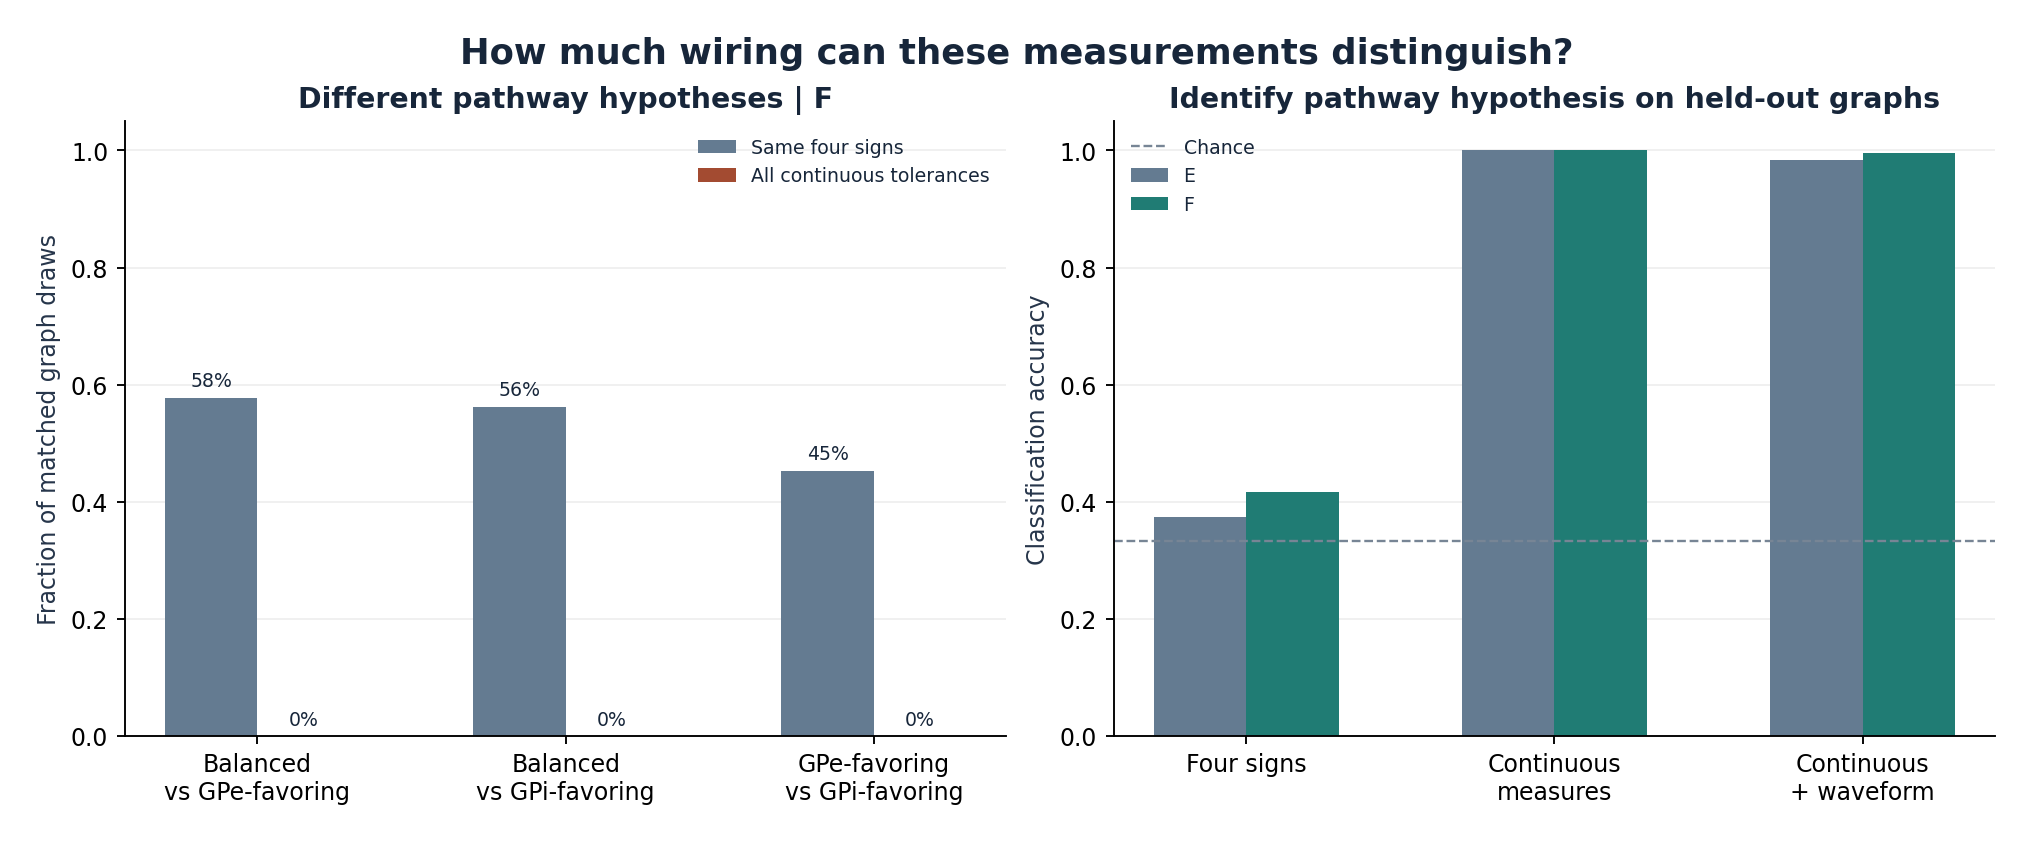 How much wiring can these measurements distinguish?
Different pathway hypotheses | F
Same four signs
All continuous tolerances
Fraction of matched graph draws
1.0
0.8
0.6
0.4
0.2
0.0
58%
0%
56%
0%
45%
0%
Balanced
vs GPe-favoring
Balanced
vs GPi-favoring
GPe-favoring
vs GPi-favoring
Identify pathway hypothesis on held-out graphs
Chance
E
F
Classification accuracy
1.0
0.8
0.6
0.4
0.2
0.0
Four signs
Continuous
measures
Continuous
+ waveform